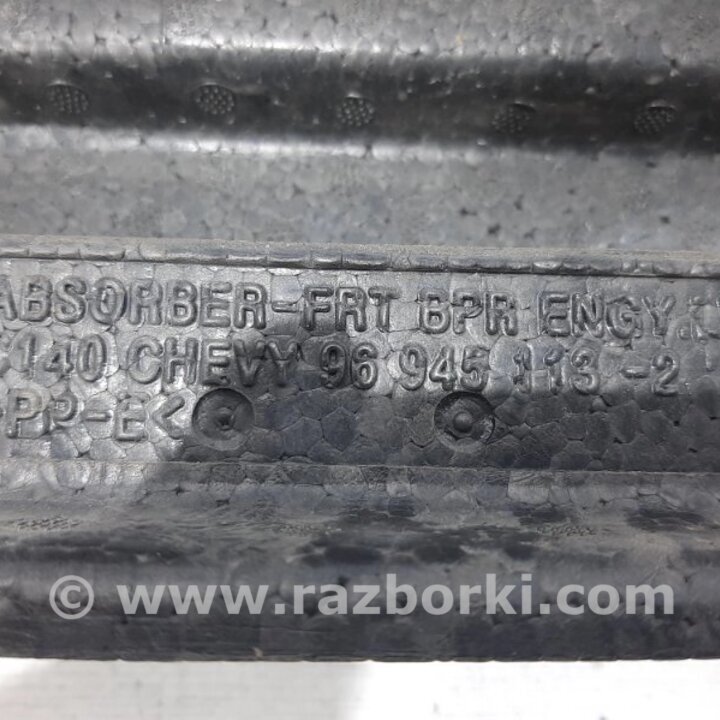 ABSORBER-FRT BPR ENGY.
140 CHEVY 96 945 113 -2
PP-E<
© www.razborki.com